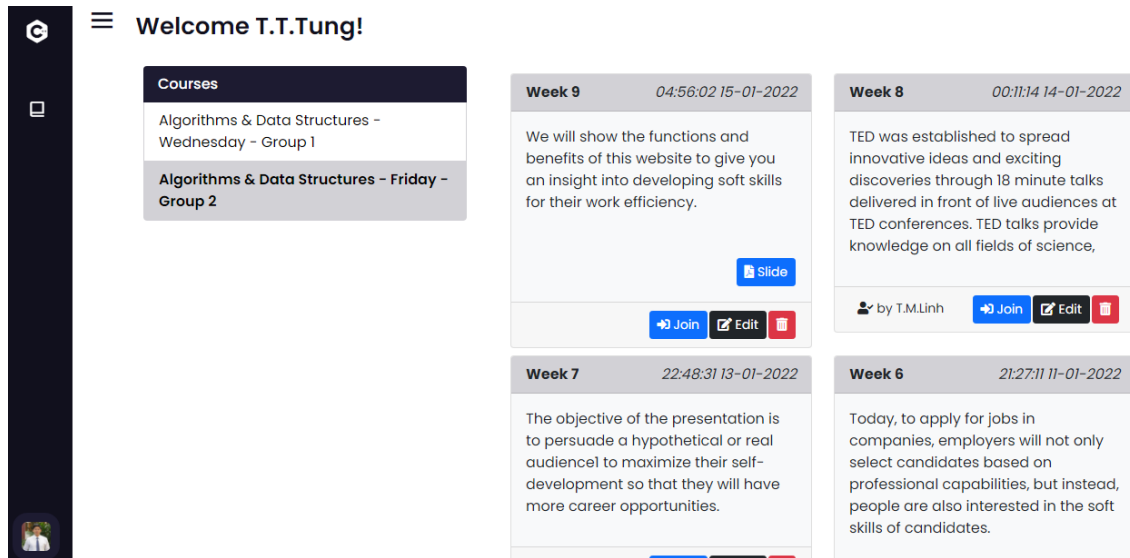 Welcome T.T.Tung!
Courses
Algorithms & Data Structures -
Wednesday - Group 1
Algorithms & Data Structures - Friday -
Group 2
Week 9 04:56:02 15-01-2022
We will show the functions and
benefits of this website to give you
an insight into developing soft skills
for their work efficiency.
Slide
Join Edit
Week 8 00:11:14 14-01-2022
TED was established to spread
innovative ideas and exciting
discoveries through 18 minute talks
delivered in front of live audiences at
TED conferences. TED talks provide
knowledge on all fields of science,
by T.M.Linh Join Edit
Week 7 22:48:31 13-01-2022
The objective of the presentation is
to persuade a hypothetical or real
audience1 to maximize their self-
development so that they will have
more career opportunities.
Week 6 21:27:11 11-01-2022
Today, to apply for jobs in
companies, employers will not only
select candidates based on
professional capabilities, but instead,
people are also interested in the soft
skills of candidates.